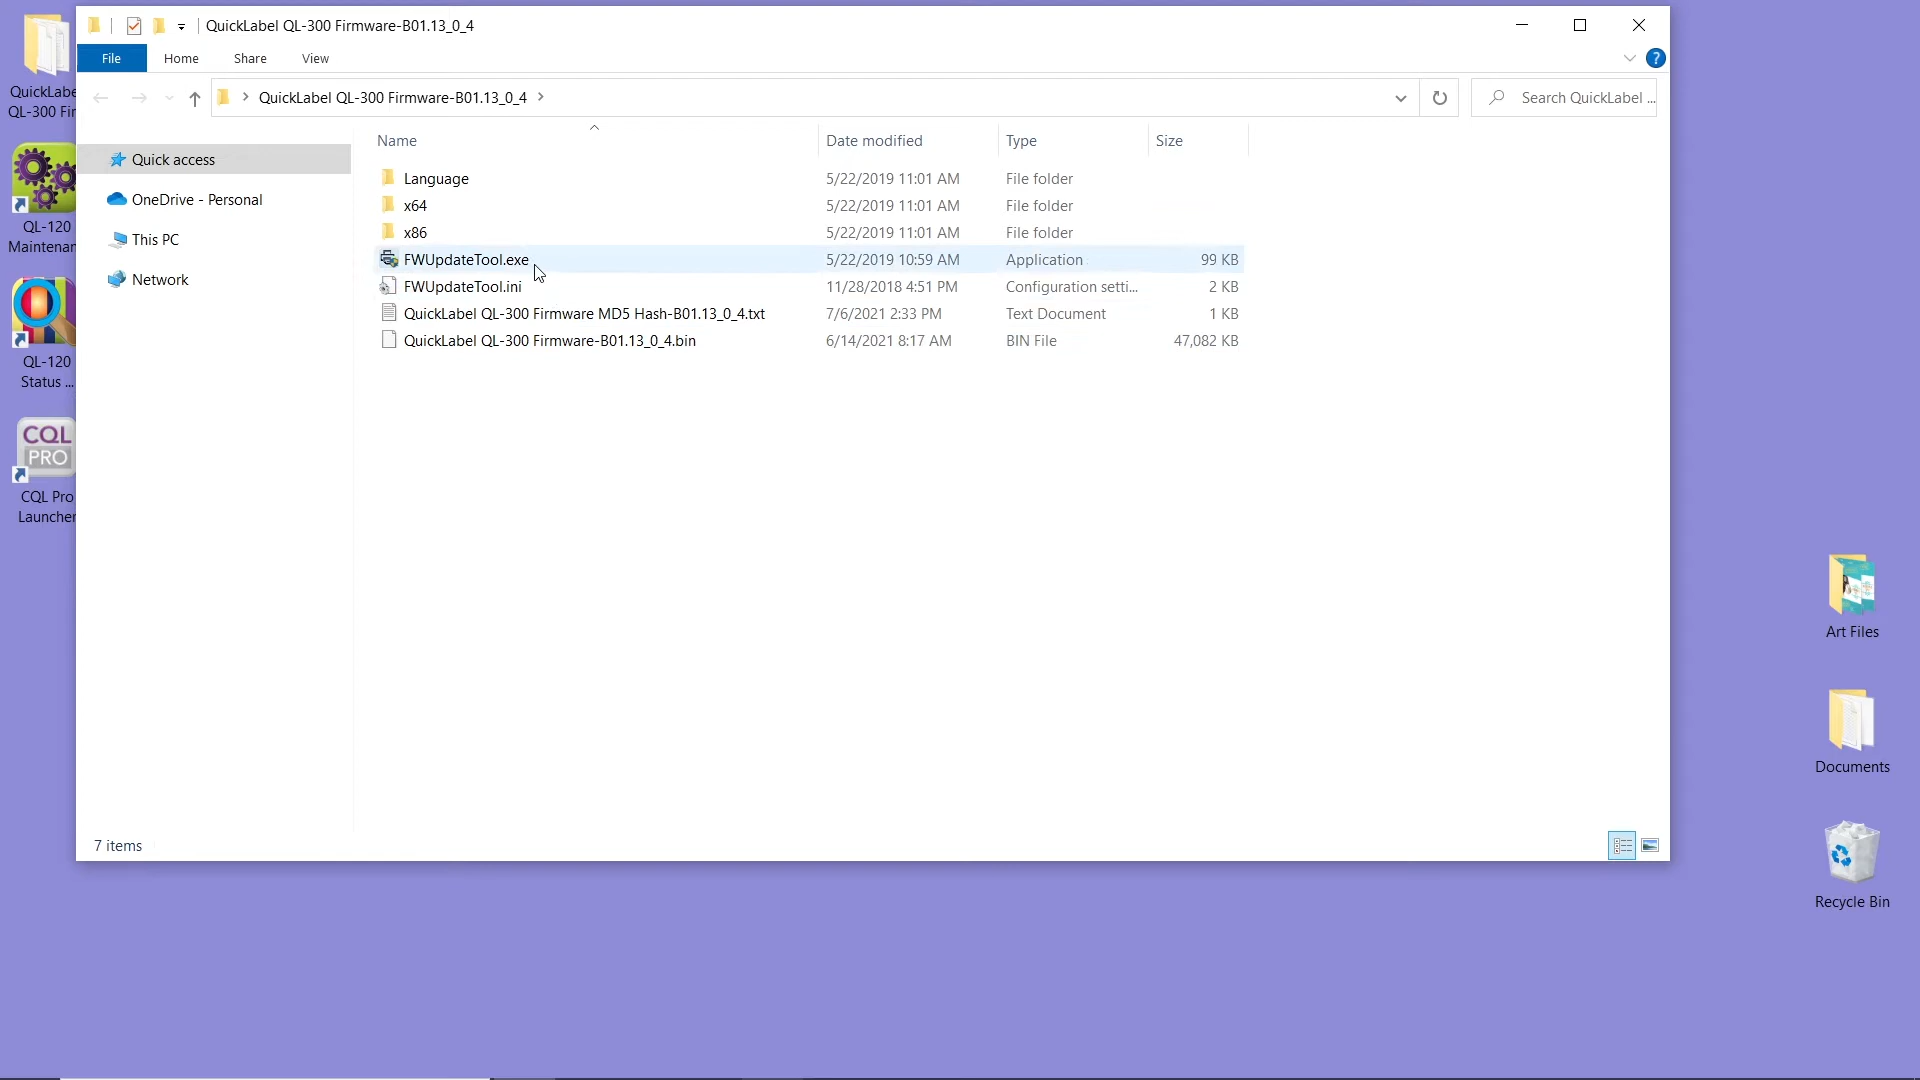 QuickLabel QL-300 Firmware-B01.13_0_4
File
Home
Share
View
?
QuickLabel QL-300 Firmware-B01.13_0_4
Search QuickLabel ...
Name
Date modified
Type
Size
Quick access
OneDrive - Personal
This PC
Network
Language 5/22/2019 11:01 AM File folder
x64 5/22/2019 11:01 AM File folder
x86 5/22/2019 11:01 AM File folder
FWUpdateTool.exe 5/22/2019 10:59 AM Application 99 KB
FWUpdateTool.ini 11/28/2018 4:51 PM Configuration setti... 2 KB
QuickLabel QL-300 Firmware MD5 Hash-B01.13_0_4.txt 7/6/2021 2:33 PM Text Document 1 KB
QuickLabel QL-300 Firmware-B01.13_0_4.bin 6/14/2021 8:17 AM BIN File 47,082 KB
7 items
QuickLabe
QL-300 Fir
QL-120
Maintenan
QL-120
Status ...
CQL
PRO
CQL Pro
Launcher
Art Files
Documents
Recycle Bin